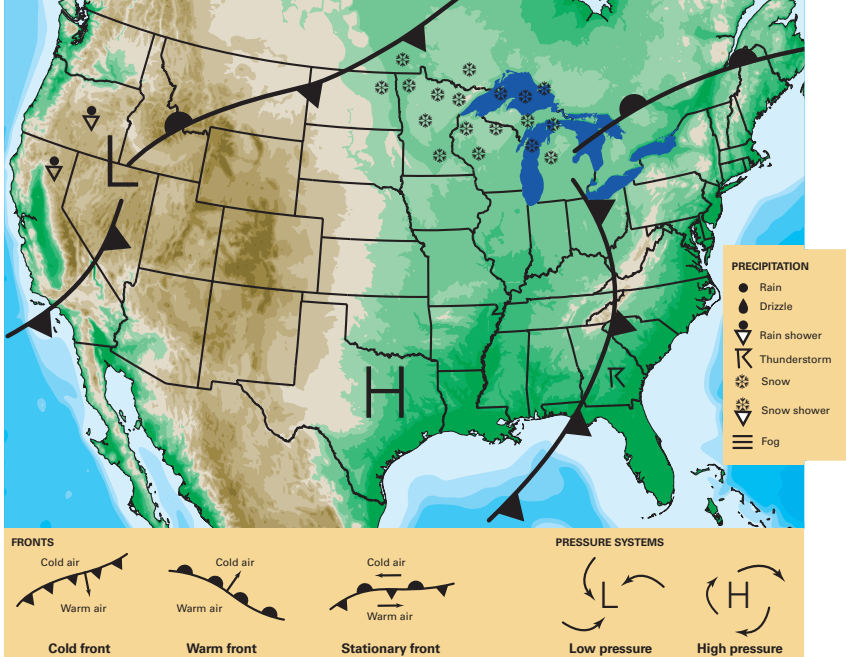 L
H
PRECIPITATION
Rain
Drizzle
Rain shower
Thunderstorm
Snow
Snow shower
Fog
FRONTS
Cold air
Warm air
Cold front
Cold air
Warm air
Warm front
Cold air
Warm air
Stationary front
PRESSURE SYSTEMS
L
Low pressure
H
High pressure